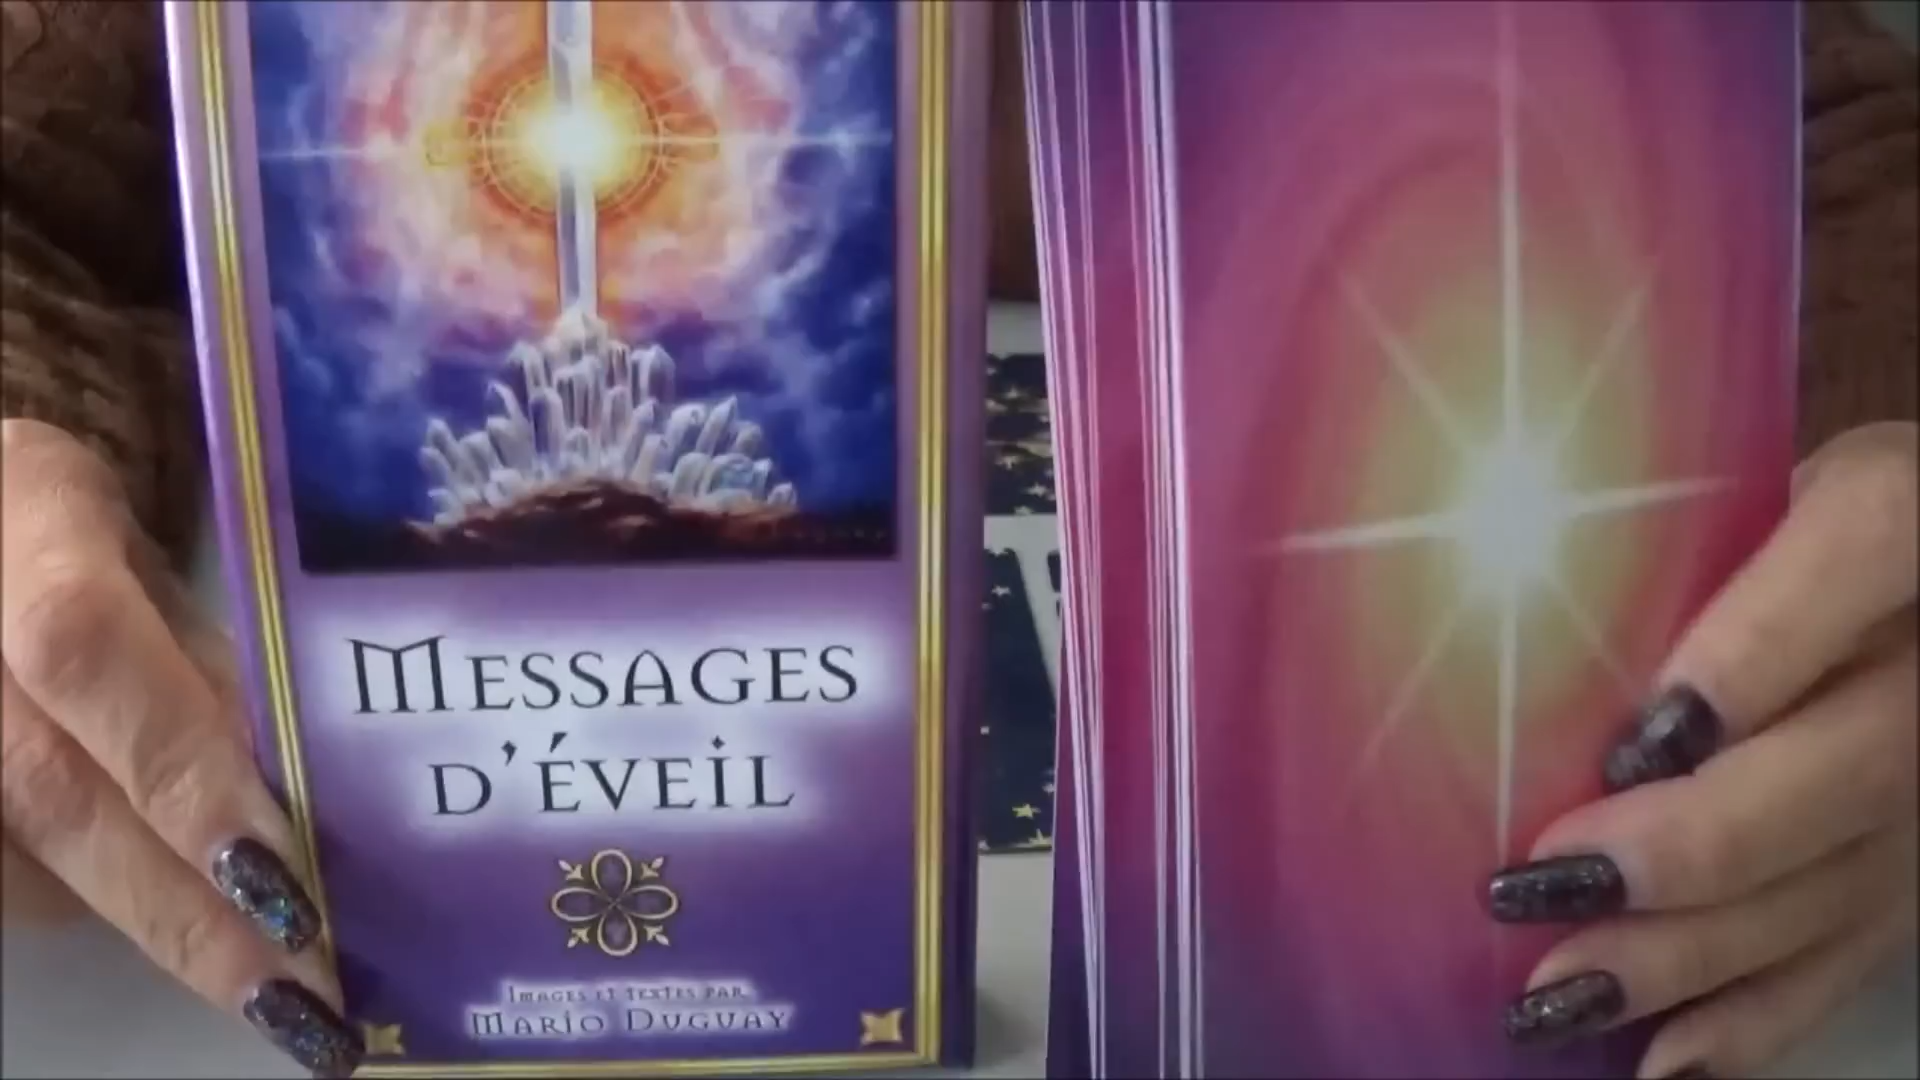 MESSAGES
D'ÉVEIL
IMAGES ET TEXTES PAR
MARIO DUGUAY